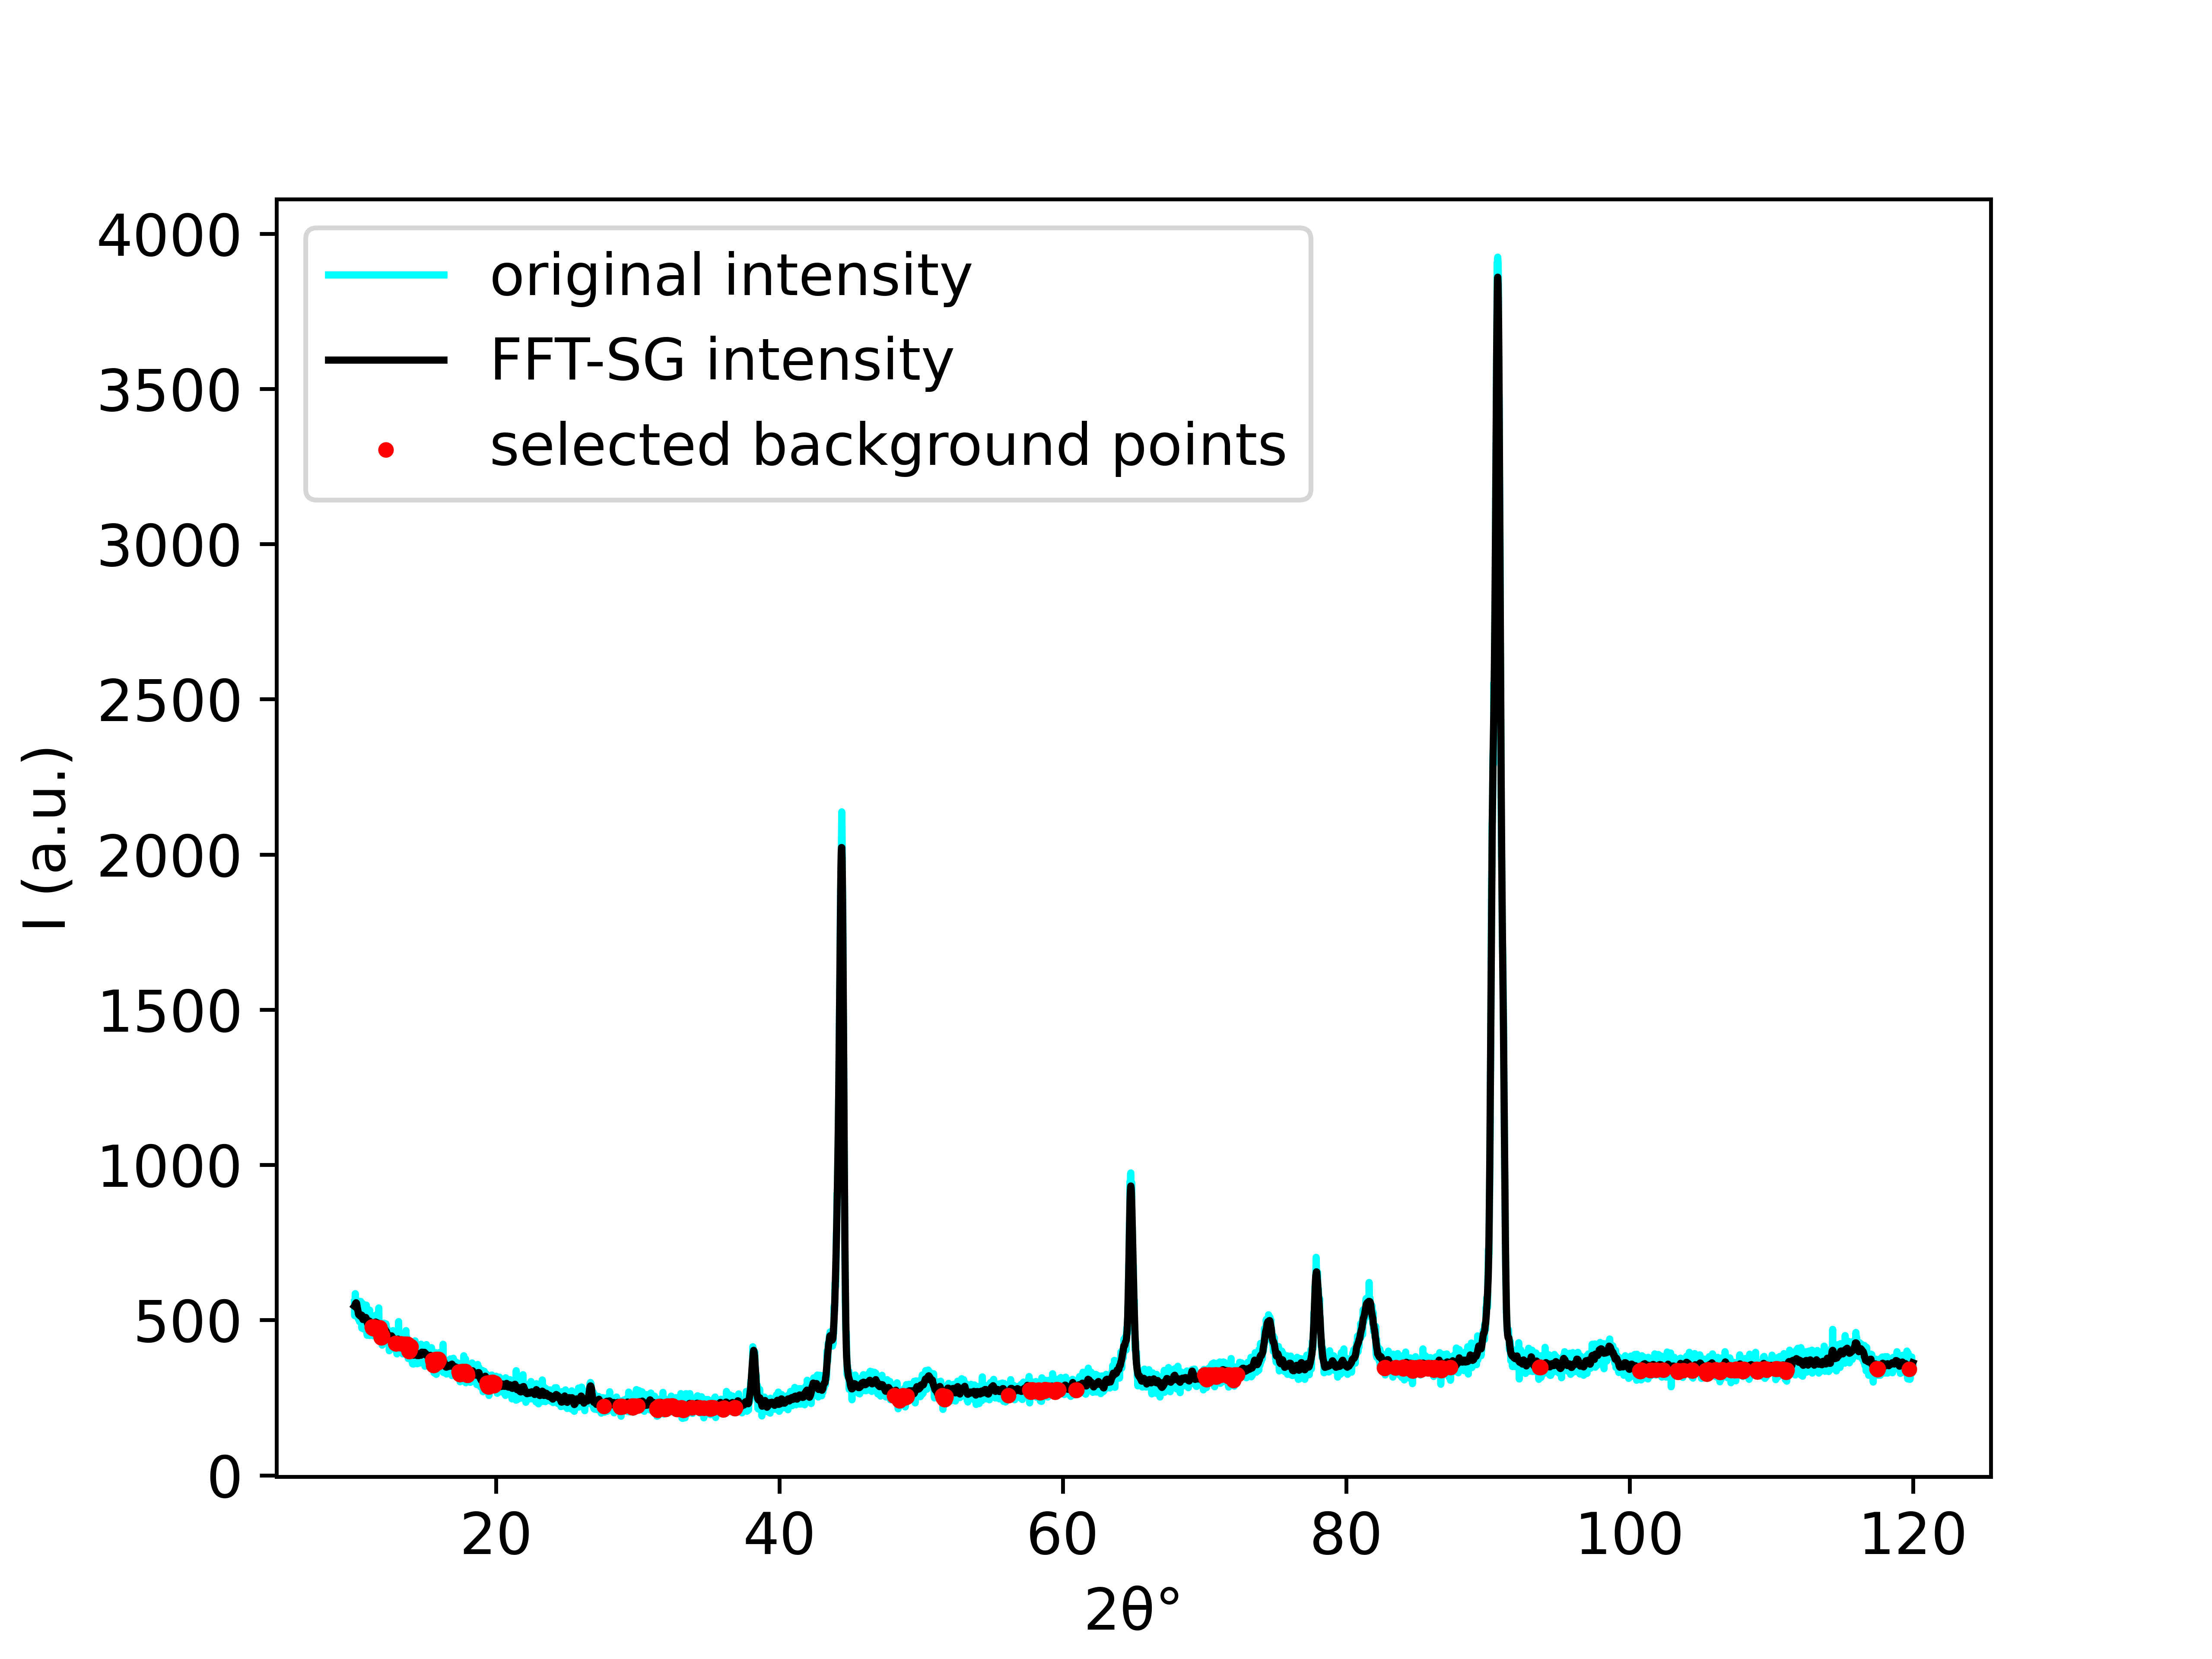 original intensity
FFT-SG intensity
selected background points
4000
3500
3000
2500
2000
1500
1000
500
0
I (a.u.)
20 40 60 80 100 120
2θ°